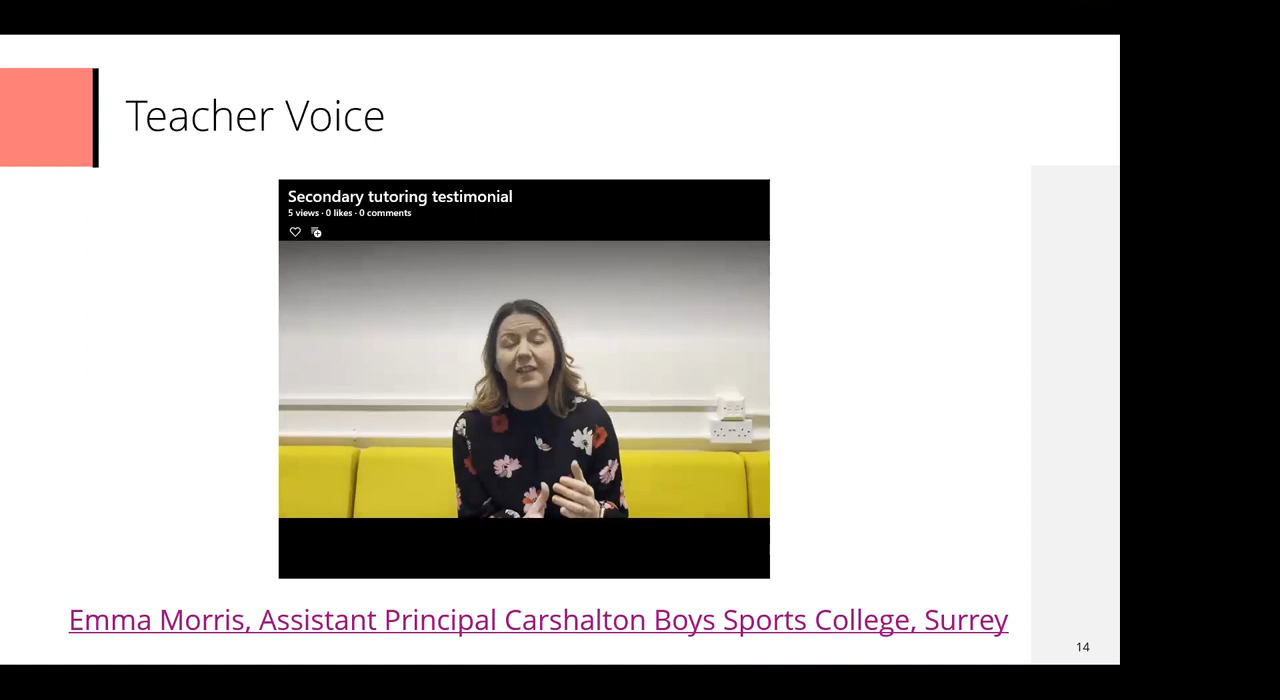 Teacher Voice
Secondary tutoring testimonial
5 views · 0 likes · 0 comments
Emma Morris, Assistant Principal Carshalton Boys Sports College, Surrey
14